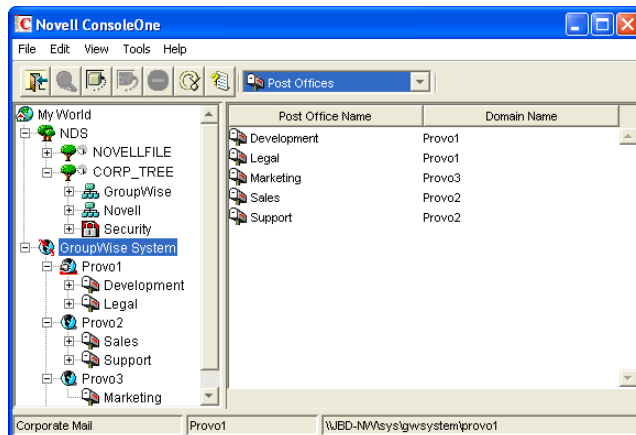 Novell ConsoleOne
File Edit View Tools Help
Post Offices
My World
NDS
NOVELLFILE
CORP_TREE
GroupWise
Novell
Security
GroupWise System
Provo1
Development
Legal
Provo2
Sales
Support
Provo3
Marketing
Post Office Name Domain Name
Development Provo1
Legal Provo1
Marketing Provo3
Sales Provo2
Support Provo2
Corporate Mail Provo1 \\JBD-NW\sys\gwsystem\provo1